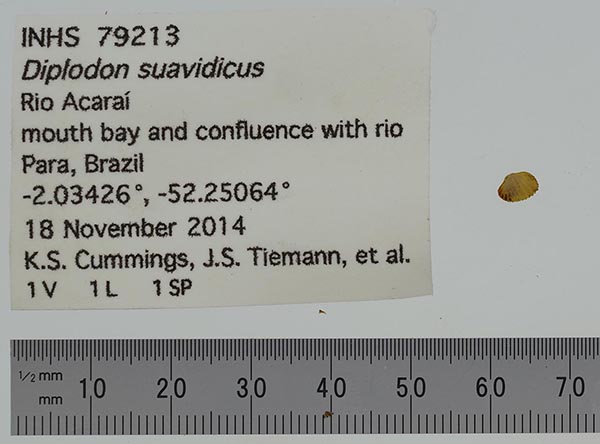 INHS 79213
Diplodon suavidicus
Rio Acaraí
mouth bay and confluence with rio
Para, Brazil
-2.03426°, -52.25064°
18 November 2014
K.S. Cummings, J.S. Tiemann, et al.
1 V 1 L 1 SP
1/2 mm
mm 10 20 30 40 50 60 70